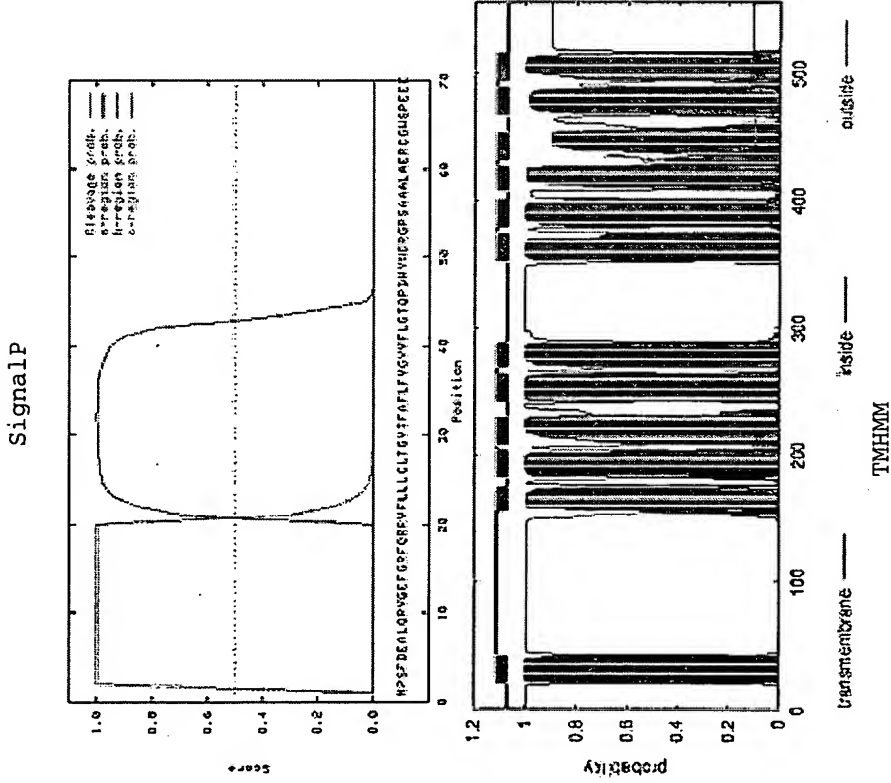 SignalP
Score
1.0
0.8
0.6
0.4
0.2
0.0
Cleavage prob.
n-region prob.
h-region prob.
c-region prob.
0
10
20
30
40
50
60
70
Position
TMHMM
probability
1.2
1
0.8
0.6
0.4
0.2
0
0
100
200
300
400
500
transmembrane
inside
outside